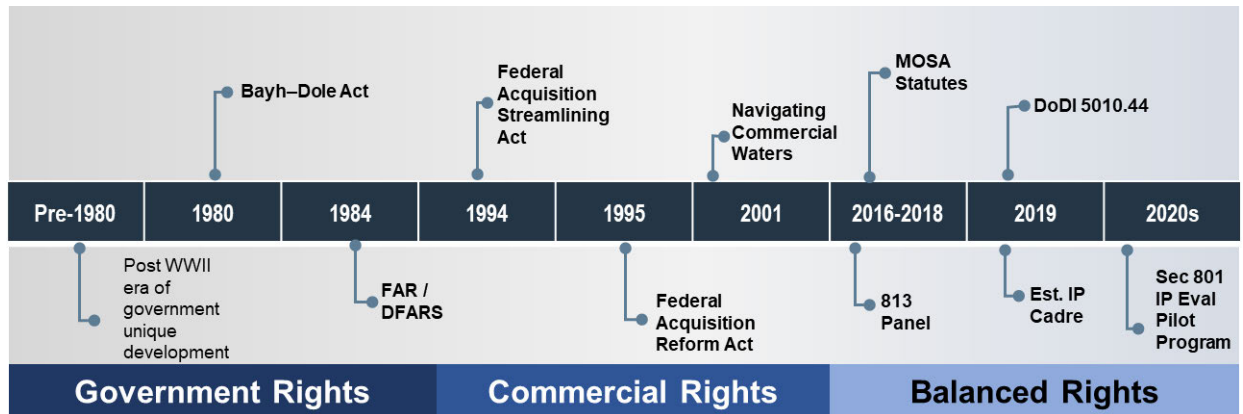 Bayh–Dole Act
Federal
Acquisition
Streamlining
Act
Navigating
Commercial
Waters
MOSA
Statutes
DoDI 5010.44
Pre-1980
1980
1984
1994
1995
2001
2016-2018
2019
2020s
Post WWII
era of
government
unique
development
FAR /
DFARS
Federal
Acquisition
Reform Act
813
Panel
Est. IP
Cadre
Sec 801
IP Eval
Pilot
Program
Government Rights
Commercial Rights
Balanced Rights